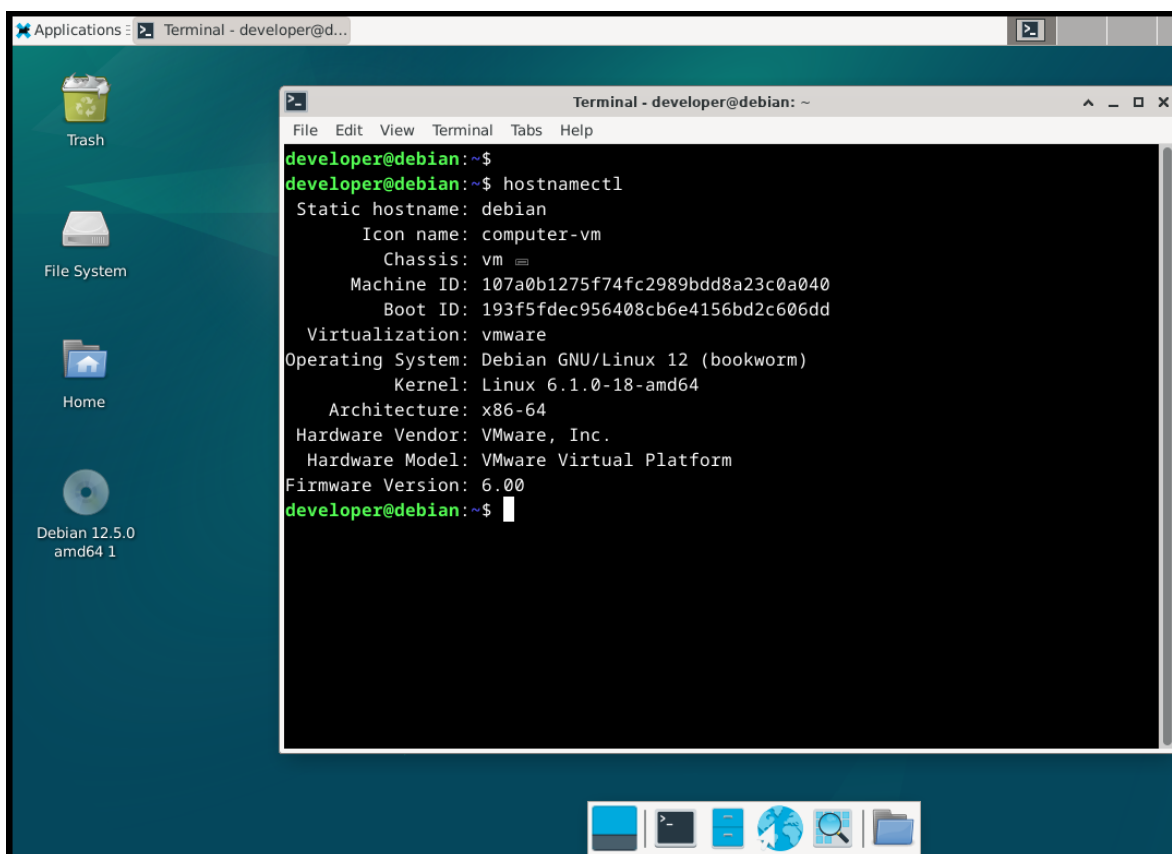 Applications
Terminal - developer@d...
Trash
File System
Home
Debian 12.5.0
amd64 1
Terminal - developer@debian: ~
File Edit View Terminal Tabs Help
developer@debian:~$
developer@debian:~$ hostnamectl
Static hostname: debian
Icon name: computer-vm
Chassis: vm
Machine ID: 107a0b1275f74fc2989bdd8a23c0a040
Boot ID: 193f5fdec956408cb6e4156bd2c606dd
Virtualization: vmware
Operating System: Debian GNU/Linux 12 (bookworm)
Kernel: Linux 6.1.0-18-amd64
Architecture: x86-64
Hardware Vendor: VMware, Inc.
Hardware Model: VMware Virtual Platform
Firmware Version: 6.00
developer@debian:~$